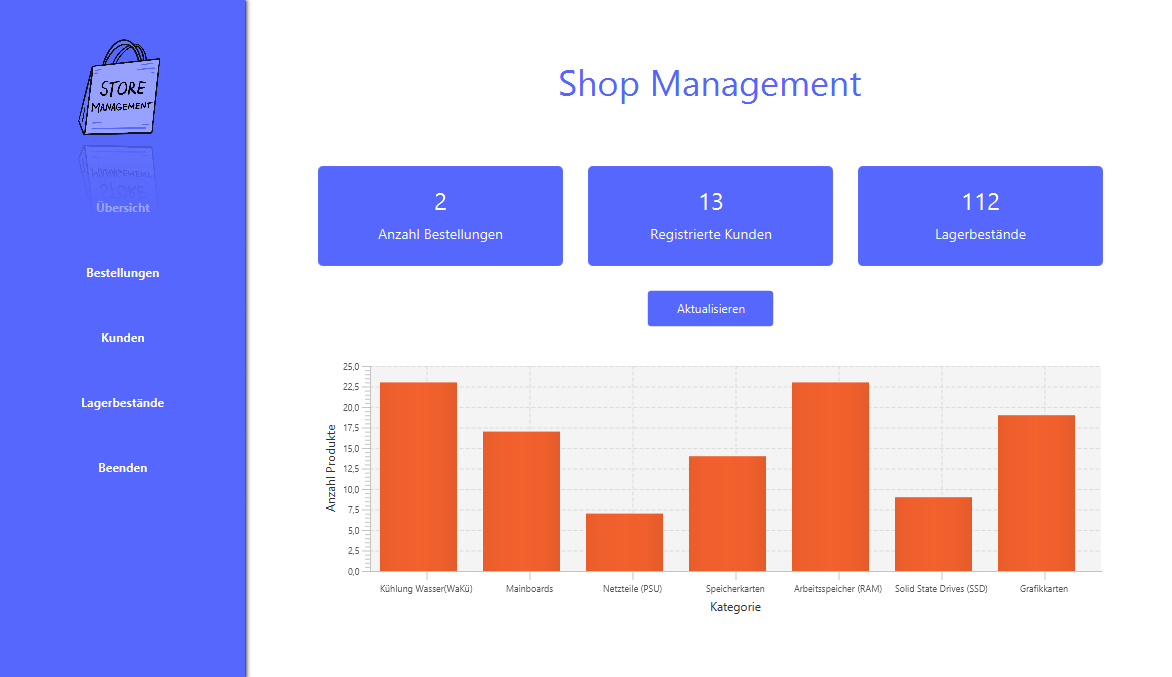 STORE
MANAGEMENT
Übersicht
Bestellungen
Kunden
Lagerbestände
Beenden
Shop Management
2
Anzahl Bestellungen
13
Registrierte Kunden
112
Lagerbestände
Aktualisieren
Anzahl Produkte
25,0
22,5
20,0
17,5
15,0
12,5
10,0
7,5
5,0
2,5
0,0
Kühlung Wasser(WaKü) Mainboards Netzteile (PSU) Speicherkarten Arbeitsspeicher (RAM) Solid State Drives (SSD) Grafikkarten
Kategorie